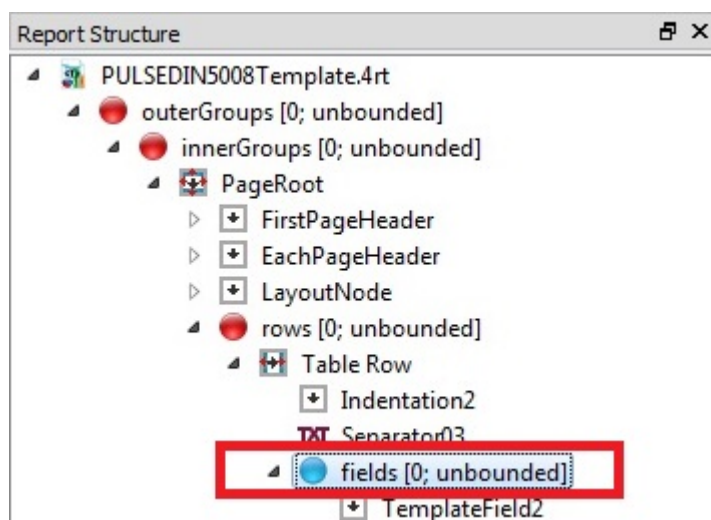 Report Structure
PULSEDIN5008Template.4rt
outerGroups [0; unbounded]
innerGroups [0; unbounded]
PageRoot
FirstPageHeader
EachPageHeader
LayoutNode
rows [0; unbounded]
Table Row
Indentation2
TXT Separator03
fields [0; unbounded]
TemplateField2